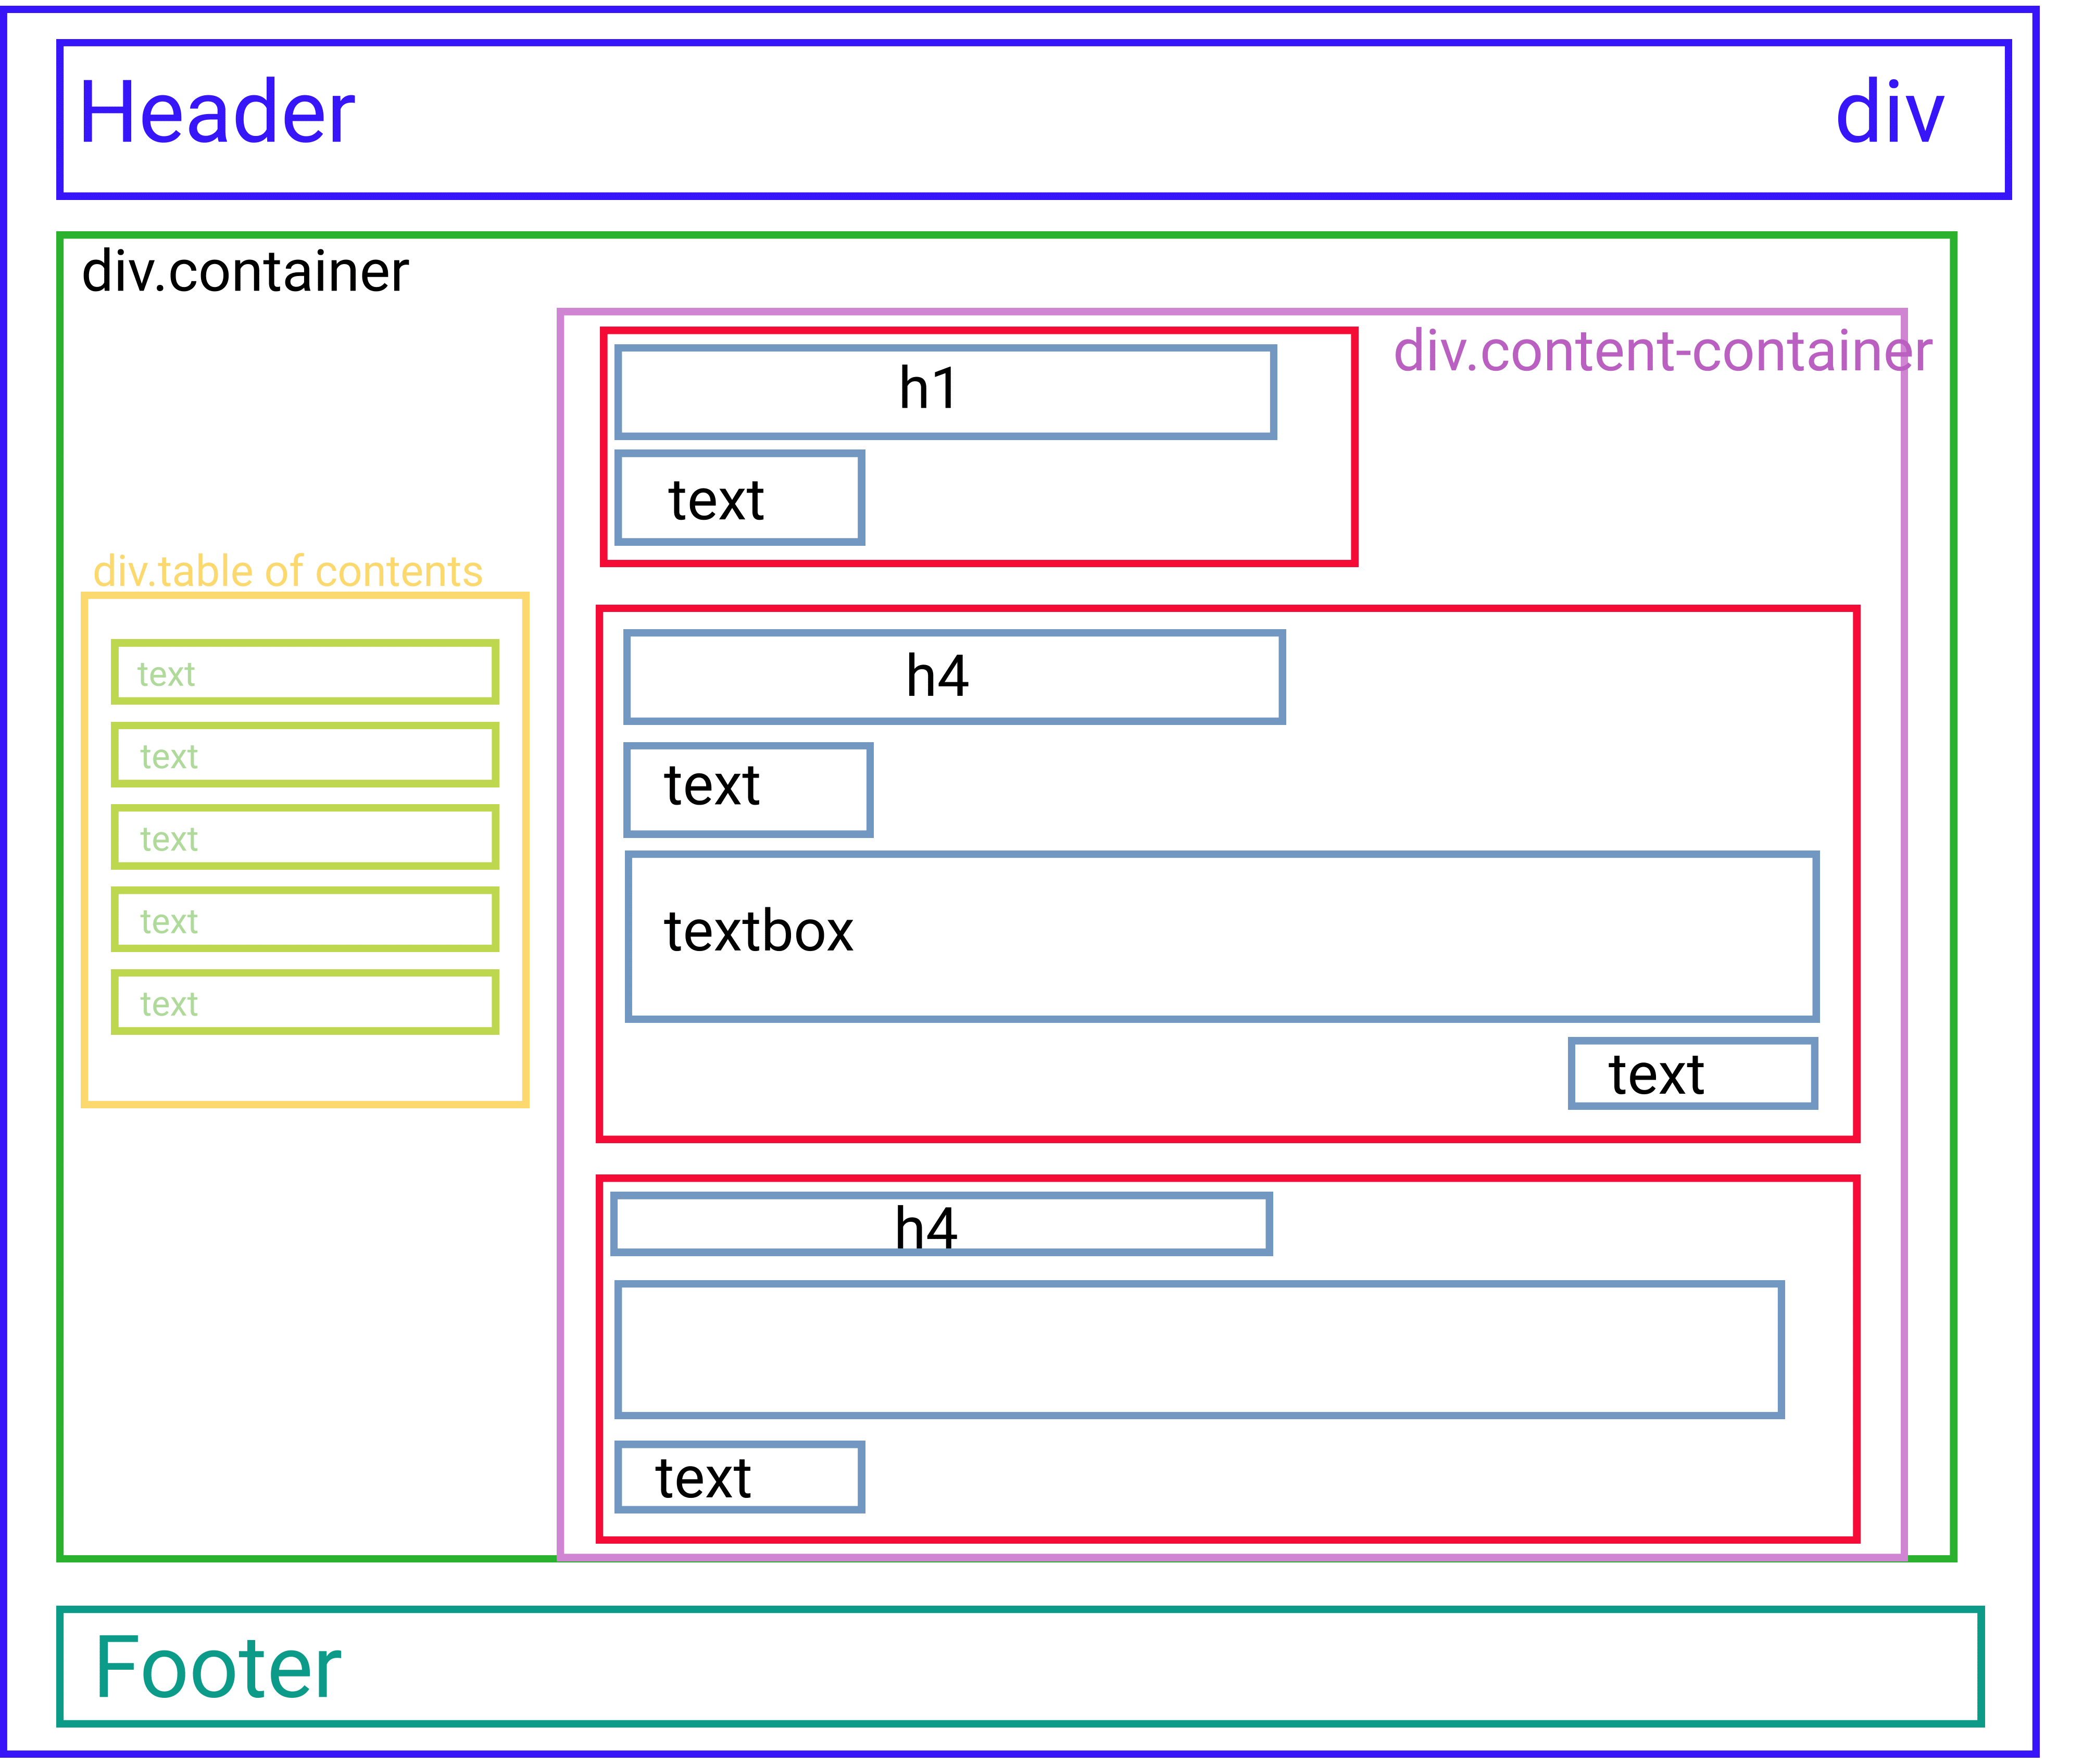 Header
div
div.container
div.content-container
h1
text
div.table of contents
text
text
text
text
text
h4
text
textbox
text
h4
text
Footer